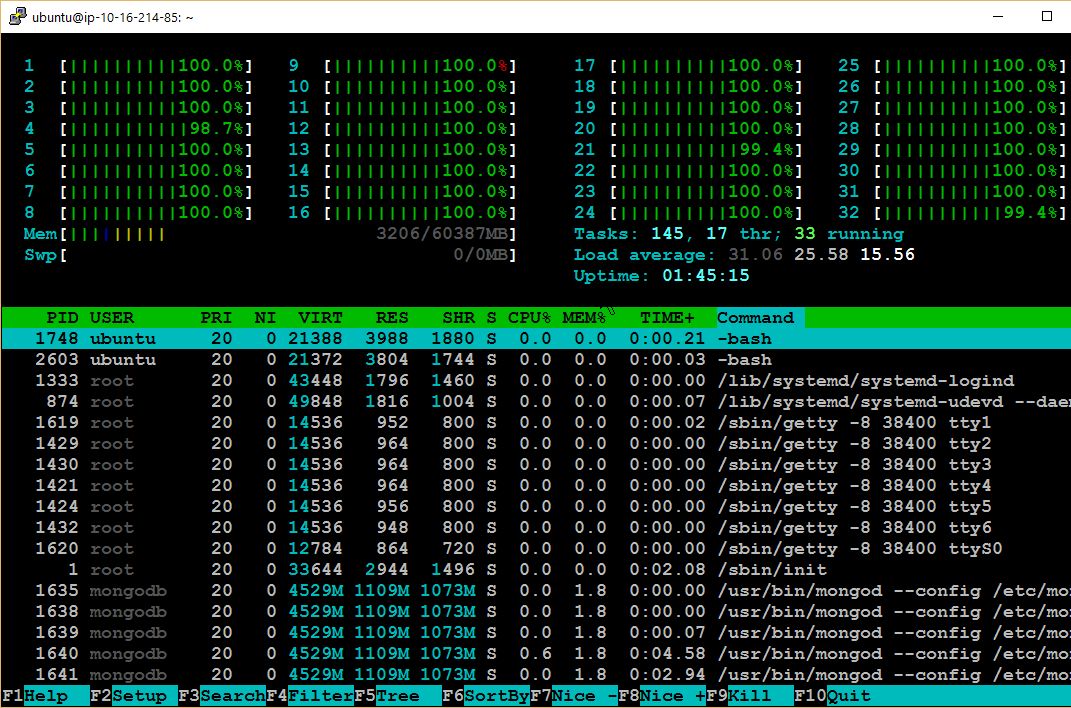 ubuntu@ip-10-16-214-85: ~
1 [||||||||||100.0%] 9 [||||||||||100.0%] 17 [||||||||||100.0%] 25 [||||||||||100.0%]
2 [||||||||||100.0%] 10 [||||||||||100.0%] 18 [||||||||||100.0%] 26 [||||||||||100.0%]
3 [||||||||||100.0%] 11 [||||||||||100.0%] 19 [||||||||||100.0%] 27 [||||||||||100.0%]
4 [|||||||||||98.7%] 12 [||||||||||100.0%] 20 [||||||||||100.0%] 28 [||||||||||100.0%]
5 [||||||||||100.0%] 13 [||||||||||100.0%] 21 [|||||||||||99.4%] 29 [||||||||||100.0%]
6 [||||||||||100.0%] 14 [||||||||||100.0%] 22 [||||||||||100.0%] 30 [||||||||||100.0%]
7 [||||||||||100.0%] 15 [||||||||||100.0%] 23 [||||||||||100.0%] 31 [||||||||||100.0%]
8 [||||||||||100.0%] 16 [||||||||||100.0%] 24 [||||||||||100.0%] 32 [|||||||||||99.4%]
Mem[||||||||| 3206/60387MB] Tasks: 145, 17 thr; 33 running
Swp[ 0/0MB] Load average: 31.06 25.58 15.56
Uptime: 01:45:15
PID USER PRI NI VIRT RES SHR S CPU% MEM% TIME+ Command
1748 ubuntu 20 0 21388 3988 1880 S 0.0 0.0 0:00.21 -bash
2603 ubuntu 20 0 21372 3804 1744 S 0.0 0.0 0:00.03 -bash
1333 root 20 0 43448 1796 1460 S 0.0 0.0 0:00.00 /lib/systemd/systemd-logind
874 root 20 0 49848 1816 1004 S 0.0 0.0 0:00.07 /lib/systemd/systemd-udevd --dae
1619 root 20 0 14536 952 800 S 0.0 0.0 0:00.02 /sbin/getty -8 38400 tty1
1429 root 20 0 14536 964 800 S 0.0 0.0 0:00.00 /sbin/getty -8 38400 tty2
1430 root 20 0 14536 964 800 S 0.0 0.0 0:00.00 /sbin/getty -8 38400 tty3
1421 root 20 0 14536 964 800 S 0.0 0.0 0:00.00 /sbin/getty -8 38400 tty4
1424 root 20 0 14536 956 800 S 0.0 0.0 0:00.00 /sbin/getty -8 38400 tty5
1432 root 20 0 14536 948 800 S 0.0 0.0 0:00.00 /sbin/getty -8 38400 tty6
1620 root 20 0 12784 864 720 S 0.0 0.0 0:00.00 /sbin/getty -8 38400 ttyS0
1 root 20 0 33644 2944 1496 S 0.0 0.0 0:02.08 /sbin/init
1635 mongodb 20 0 4529M 1109M 1073M S 0.0 1.8 0:00.00 /usr/bin/mongod --config /etc/mo
1638 mongodb 20 0 4529M 1109M 1073M S 0.0 1.8 0:00.00 /usr/bin/mongod --config /etc/mo
1639 mongodb 20 0 4529M 1109M 1073M S 0.0 1.8 0:00.07 /usr/bin/mongod --config /etc/mo
1640 mongodb 20 0 4529M 1109M 1073M S 0.6 1.8 0:04.58 /usr/bin/mongod --config /etc/mo
1641 mongodb 20 0 4529M 1109M 1073M S 0.0 1.8 0:02.94 /usr/bin/mongod --config /etc/mo
F1Help F2Setup F3SearchF4FilterF5Tree F6SortByF7Nice -F8Nice +F9Kill F10Quit